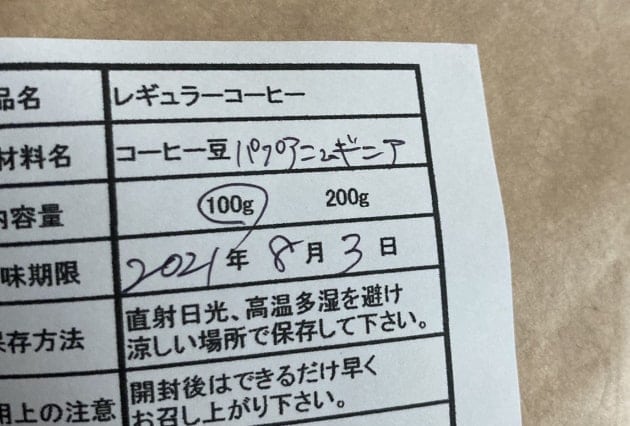 品名 レギュラーコーヒー
材料名 コーヒー豆 パプアニューギニア
内容量 100g 200g
味期限 2021年 8月 3日
保存方法 直射日光、高温多湿を避け
涼しい場所で保存して下さい。
用上の注意 開封後はできるだけ早く
お召し上がり下さい。